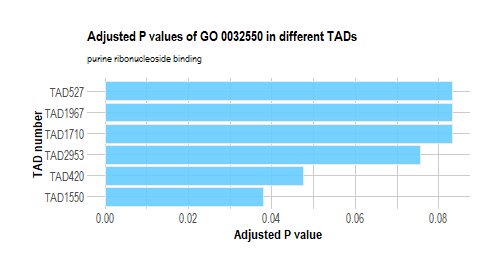 Adjusted P values of GO 0032550 in different TADs
purine ribonucleoside binding
TAD number
TAD527
TAD1967
TAD1710
TAD2953
TAD420
TAD1550
0.00 0.02 0.04 0.06 0.08
Adjusted P value